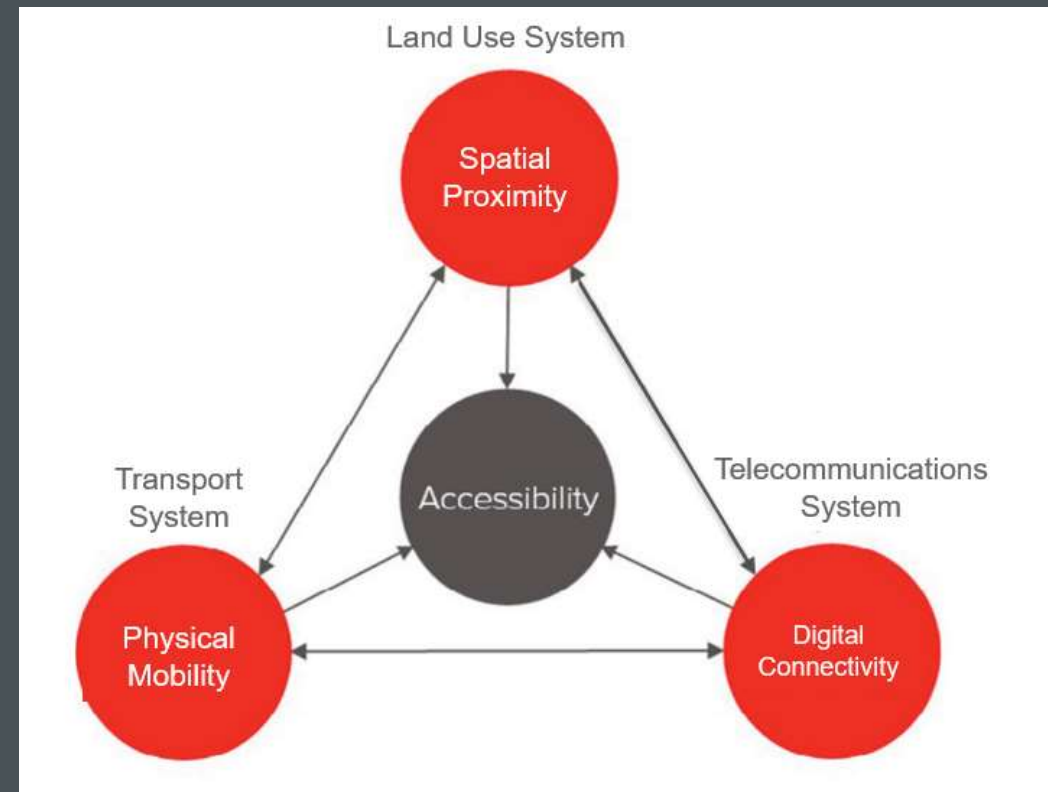 Land Use System
Spatial
Proximity
Accessibility
Transport
System
Telecommunications
System
Physical
Mobility
Digital
Connectivity